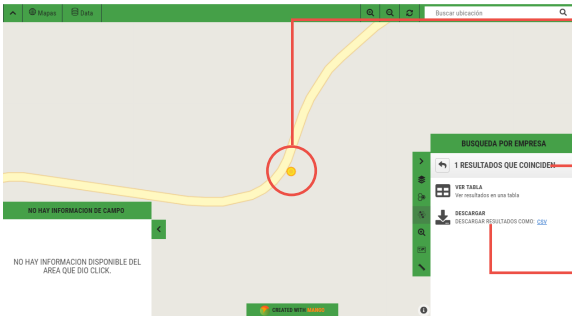 Mapas
Data
Buscar ubicación
BUSQUEDA POR EMPRESA
1 RESULTADOS QUE COINCIDEN
VER TABLA
Ver resultados en una tabla
DESCARGAR
DESCARGAR RESULTADOS COMO: CSV
NO HAY INFORMACION DE CAMPO
NO HAY INFORMACION DISPONIBLE DEL
AREA QUE DIO CLICK.
CREATED WITH